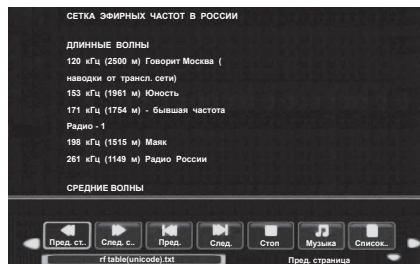 СЕТКА ЭФИРНЫХ ЧАСТОТ В РОССИИ
ДЛИННЫЕ ВОЛНЫ
120 кГц (2500 м) Говорит Москва (
наводки от трансл. сети)
153 кГц (1961 м) Юность
171 кГц (1754 м) - бывшая частота
Радио - 1
198 кГц (1515 м) Маяк
261 кГц (1149 м) Радио России
СРЕДНИЕ ВОЛНЫ
Пред. ст.. След. с.. Пред. След. Стоп Музыка Список..
rf table(unicode).txt Пред. страница